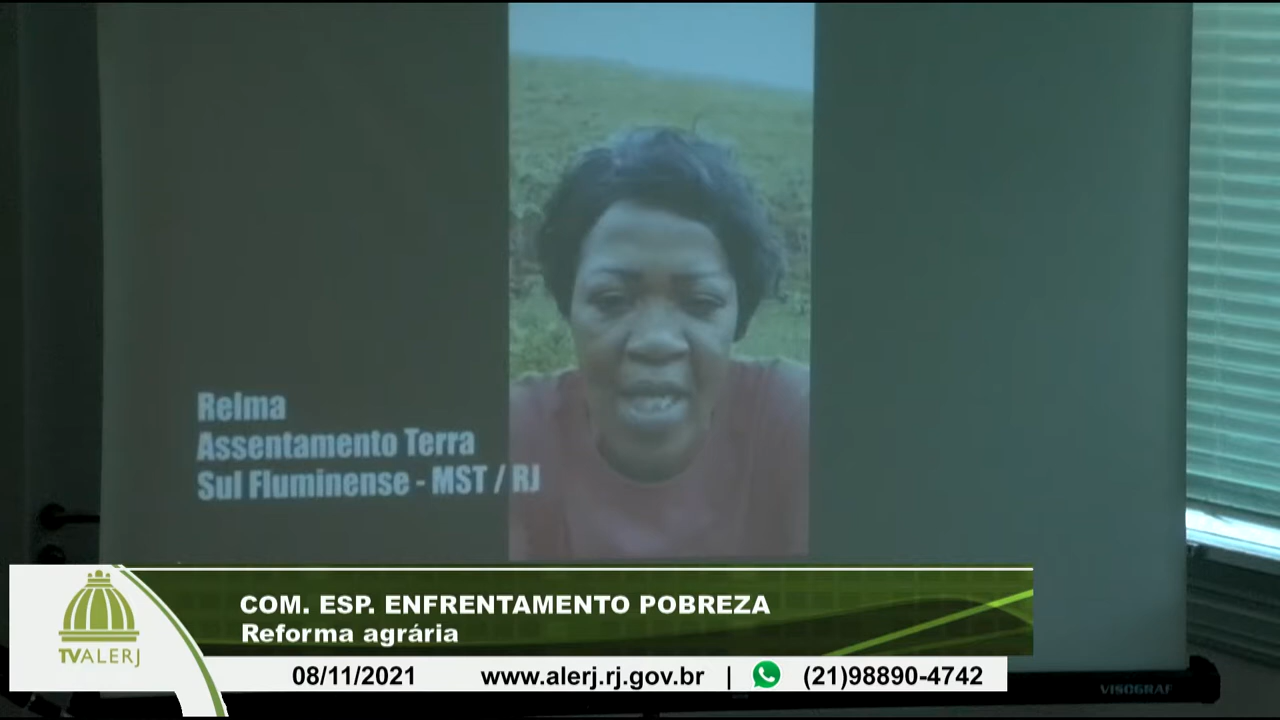 Relma
Assentamento Terra
Sul Fluminense - MST / RJ
COM. ESP. ENFRENTAMENTO POBREZA
Reforma agrária
TVALERJ
08/11/2021 www.alerj.rj.gov.br | (21)98890-4742
VISOGRAF